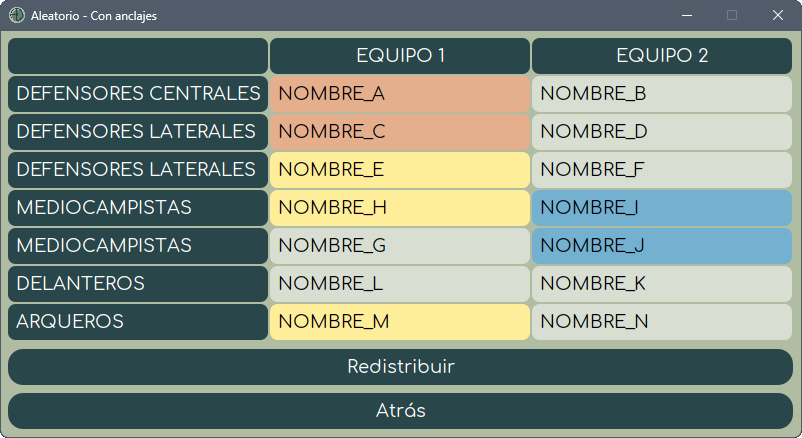 Aleatorio - Con anclajes
EQUIPO 1 EQUIPO 2
DEFENSORES CENTRALES NOMBRE_A NOMBRE_B
DEFENSORES LATERALES NOMBRE_C NOMBRE_D
DEFENSORES LATERALES NOMBRE_E NOMBRE_F
MEDIOCAMPISTAS NOMBRE_H NOMBRE_I
MEDIOCAMPISTAS NOMBRE_G NOMBRE_J
DELANTEROS NOMBRE_L NOMBRE_K
ARQUEROS NOMBRE_M NOMBRE_N
Redistribuir
Atrás